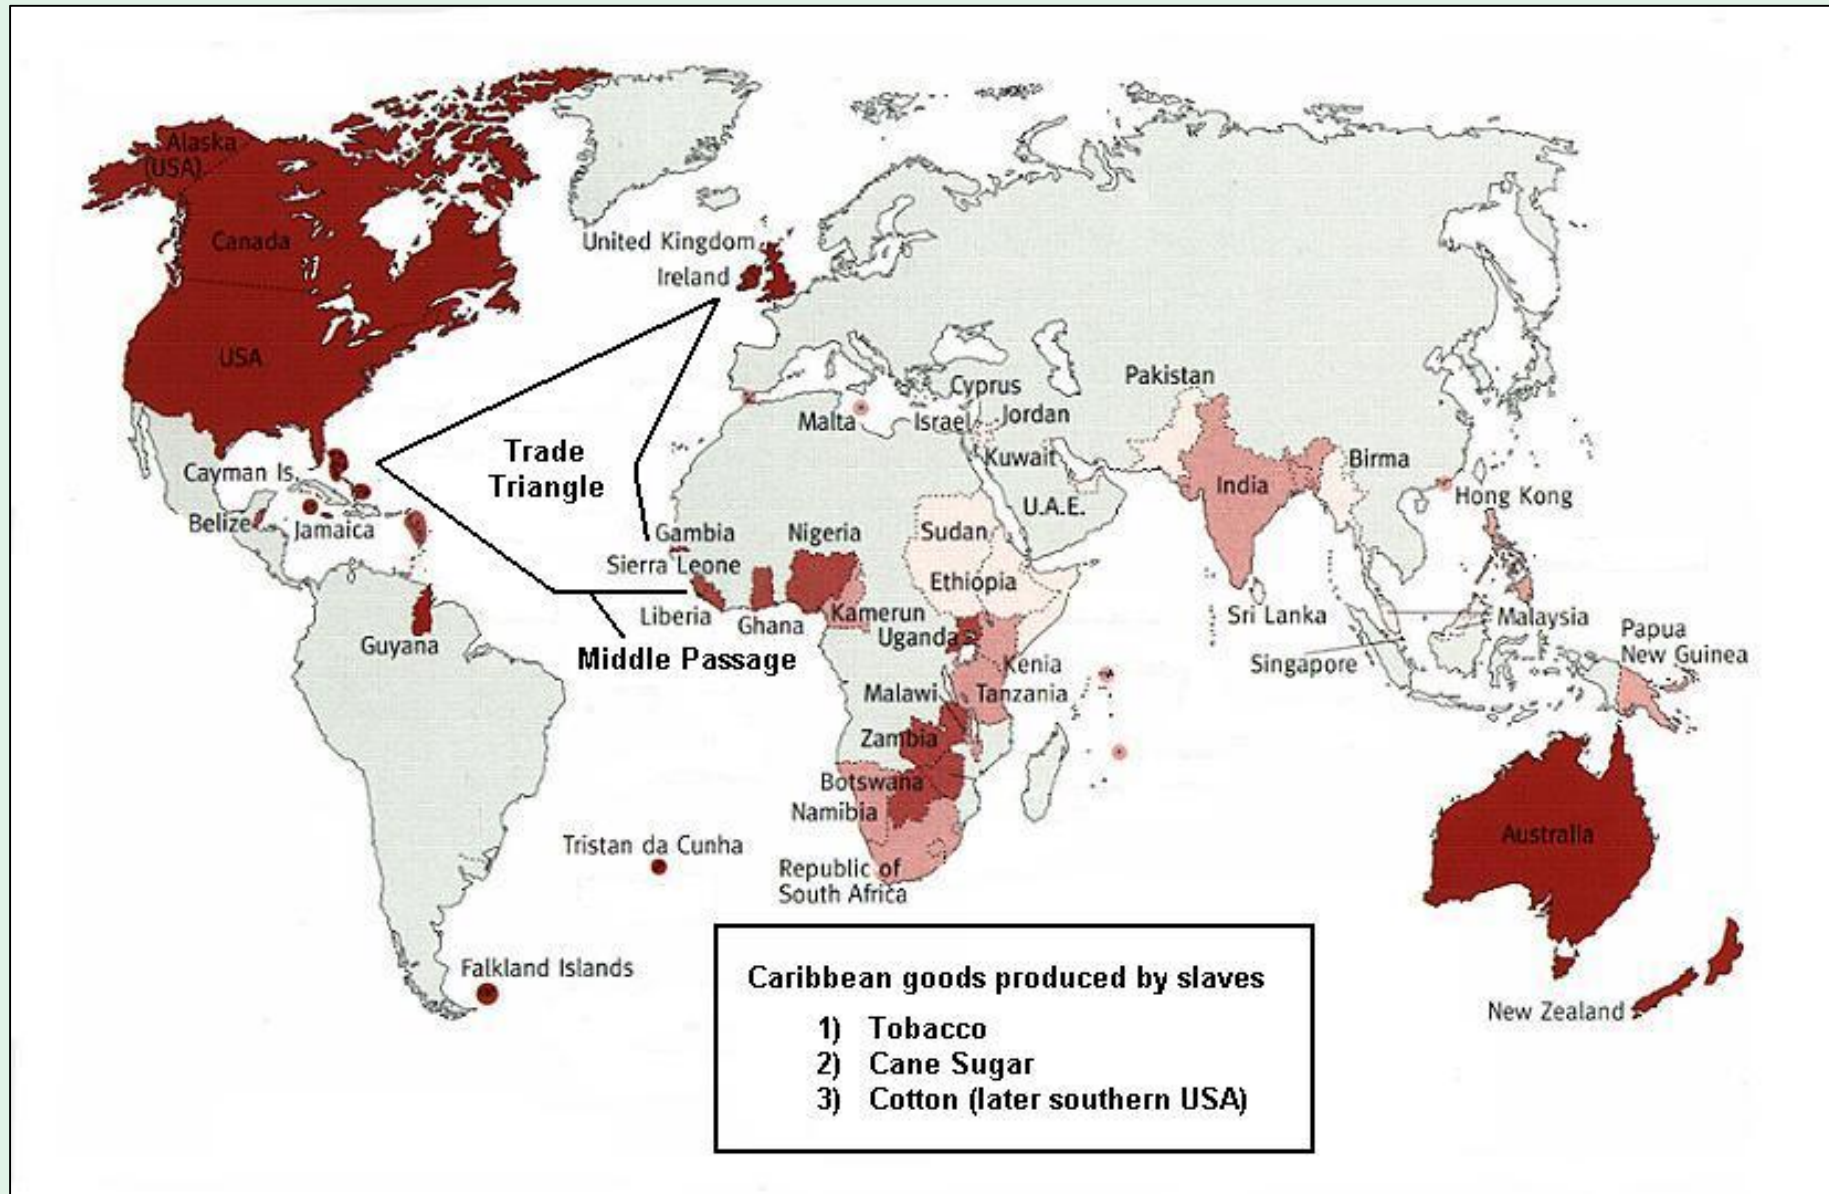 Alaska
(USA)
Canada
USA
United Kingdom
Ireland
Trade
Triangle
Cayman Is.
Belize
Jamaica
Guyana
Gambia
Sierra Leone
Liberia
Ghana
Nigeria
Kamerun
Middle Passage
Malta
Cyprus
Israel
Jordan
Kuwait
U.A.E.
Sudan
Ethiopia
Uganda
Kenia
Tanzania
Malawi
Zambia
Botswana
Namibia
Republic of
South Africa
Tristan da Cunha
Falkland Islands
Pakistan
India
Birma
Hong Kong
Sri Lanka
Malaysia
Singapore
Papua
New Guinea
Australia
New Zealand
Caribbean goods produced by slaves
1) Tobacco
2) Cane Sugar
3) Cotton (later southern USA)